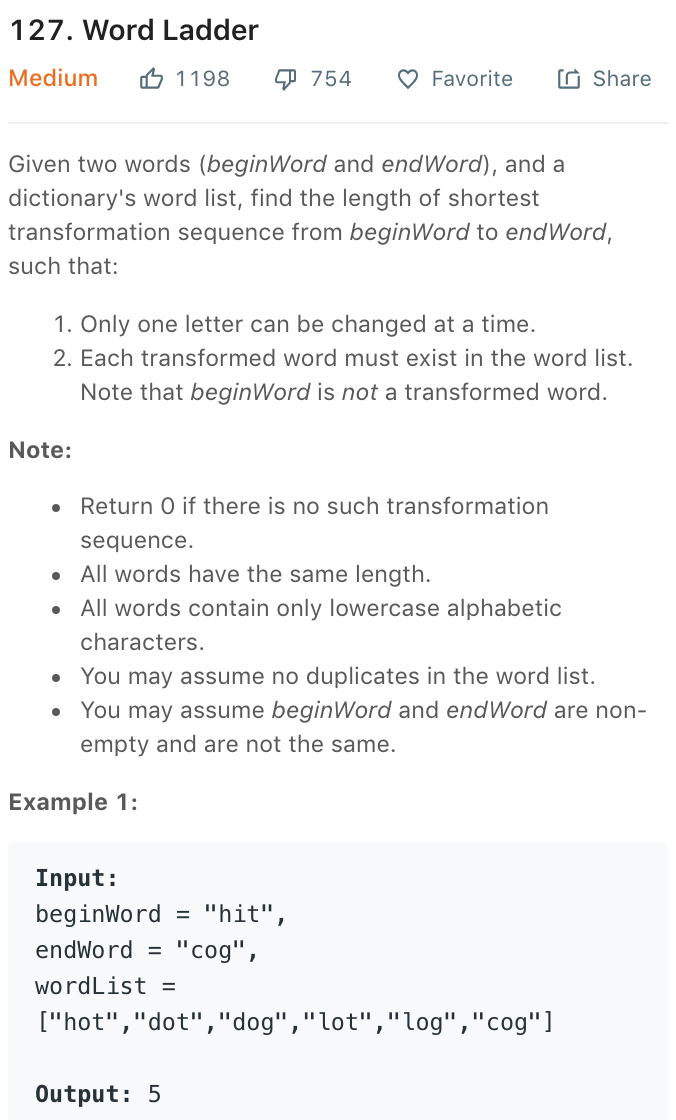 127. Word Ladder
Medium 1198 754 Favorite Share
Given two words (beginWord and endWord), and a
dictionary's word list, find the length of shortest
transformation sequence from beginWord to endWord,
such that:
1. Only one letter can be changed at a time.
2. Each transformed word must exist in the word list.
Note that beginWord is not a transformed word.
Note:
• Return 0 if there is no such transformation
sequence.
• All words have the same length.
• All words contain only lowercase alphabetic
characters.
• You may assume no duplicates in the word list.
• You may assume beginWord and endWord are non-
empty and are not the same.
Example 1:
Input:
beginWord = "hit",
endWord = "cog",
wordList =
["hot","dot","dog","lot","log","cog"]
Output: 5